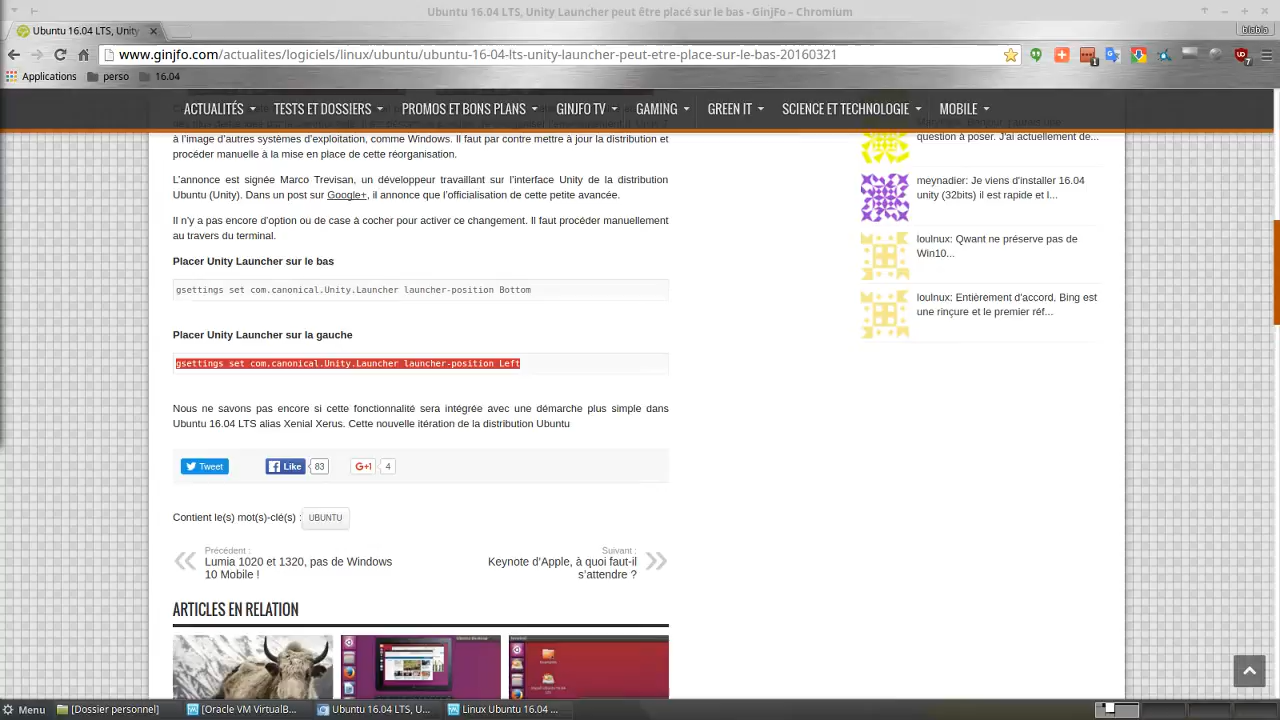 Ubuntu 16.04 LTS, Unity Launcher peut être placé sur le bas - GinjFo – Chromium
Ubuntu 16.04 LTS, Unity
blabla
www.ginjfo.com/actualites/logiciels/linux/ubuntu/ubuntu-16-04-lts-unity-launcher-peut-etre-place-sur-le-bas-20160321
1
7
Applications
perso
16.04
ACTUALITÉS
TESTS ET DOSSIERS
PROMOS ET BONS PLANS
GINJFO TV
GAMING
GREEN IT
SCIENCE ET TECHNOLOGIE
MOBILE
à l'image d'autres systèmes d'exploitation, comme Windows. Il faut par contre mettre à jour la distribution et
procéder manuelle à la mise en place de cette réorganisation.
L'annonce est signée Marco Trevisan, un développeur travaillant sur l'interface Unity de la distribution
Ubuntu (Unity). Dans un post sur Google+, il annonce que l'officialisation de cette petite avancée.
Il n'y a pas encore d'option ou de case à cocher pour activer ce changement. Il faut procéder manuellement
au travers du terminal.
Placer Unity Launcher sur le bas
gsettings set com.canonical.Unity.Launcher launcher-position Bottom
Placer Unity Launcher sur la gauche
gsettings set com.canonical.Unity.Launcher launcher-position Left
Nous ne savons pas encore si cette fonctionnalité sera intégrée avec une démarche plus simple dans
Ubuntu 16.04 LTS alias Xenial Xerus. Cette nouvelle itération de la distribution Ubuntu
Tweet
Like
83
G+1
4
Contient le(s) mot(s)-clé(s) :
UBUNTU
Précédent :
Lumia 1020 et 1320, pas de Windows
10 Mobile !
Suivant :
Keynote d'Apple, à quoi faut-il
s'attendre ?
ARTICLES EN RELATION
question à poser. J'ai actuellement de...
meynadier: Je viens d'installer 16.04
unity (32bits) il est rapide et l...
loulnux: Qwant ne préserve pas de
Win10...
loulnux: Entièrement d'accord, Bing est
une rinçure et le premier réf...
Menu
[Dossier personnel]
[Oracle VM VirtualB...
Ubuntu 16.04 LTS, U...
Linux Ubuntu 16.04 ...